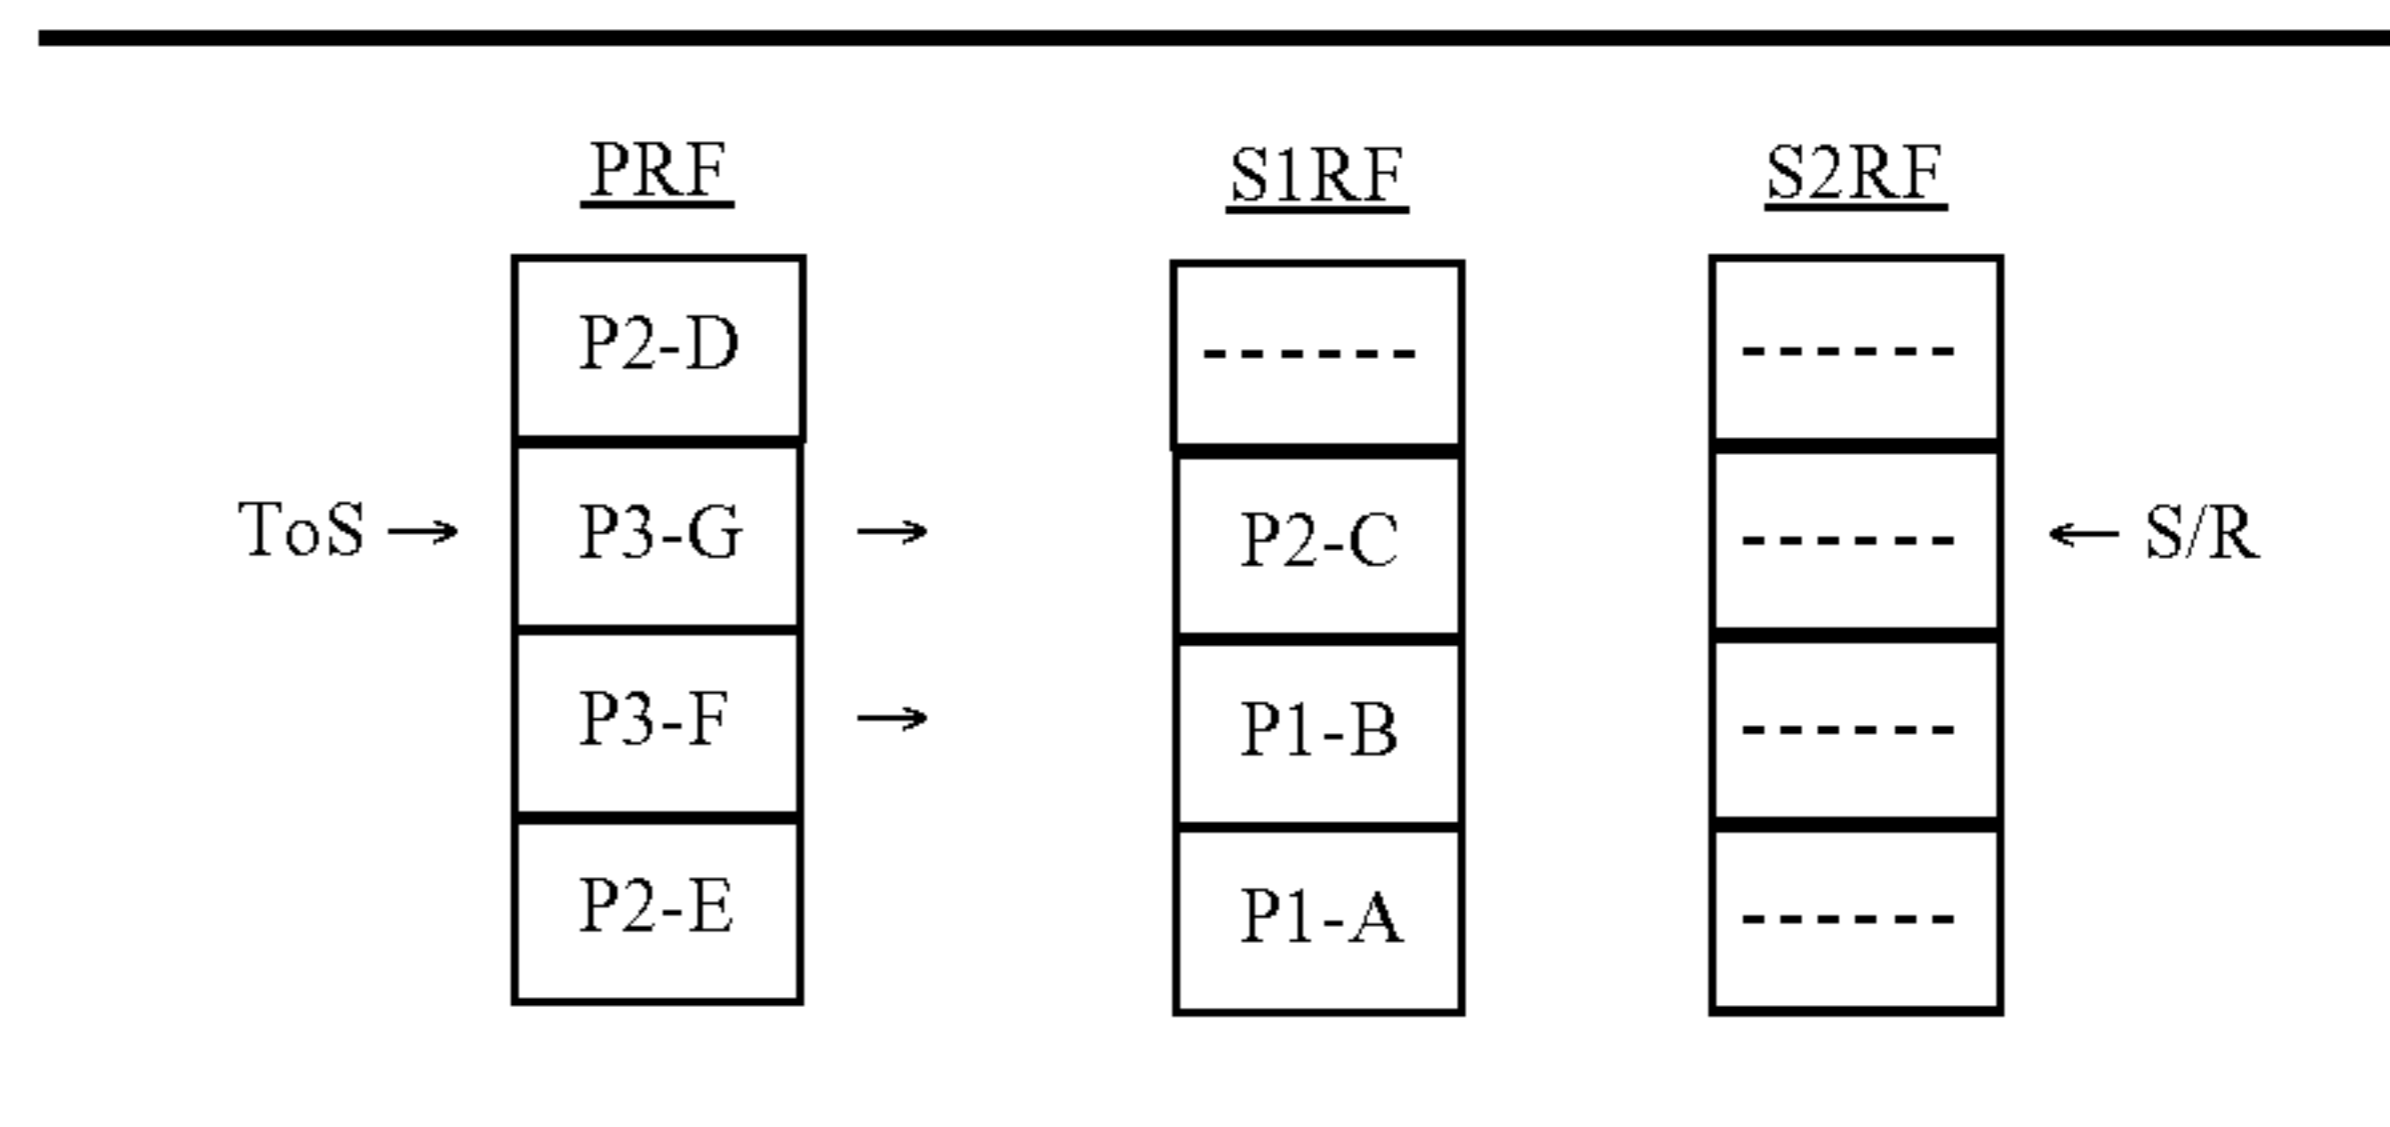 PRF S1RF S2RF
P2-D - - - - - - - - - - - -
ToS → P3-G → P2-C - - - - - - ← S/R
P3-F → P1-B - - - - - -
P2-E P1-A - - - - - -